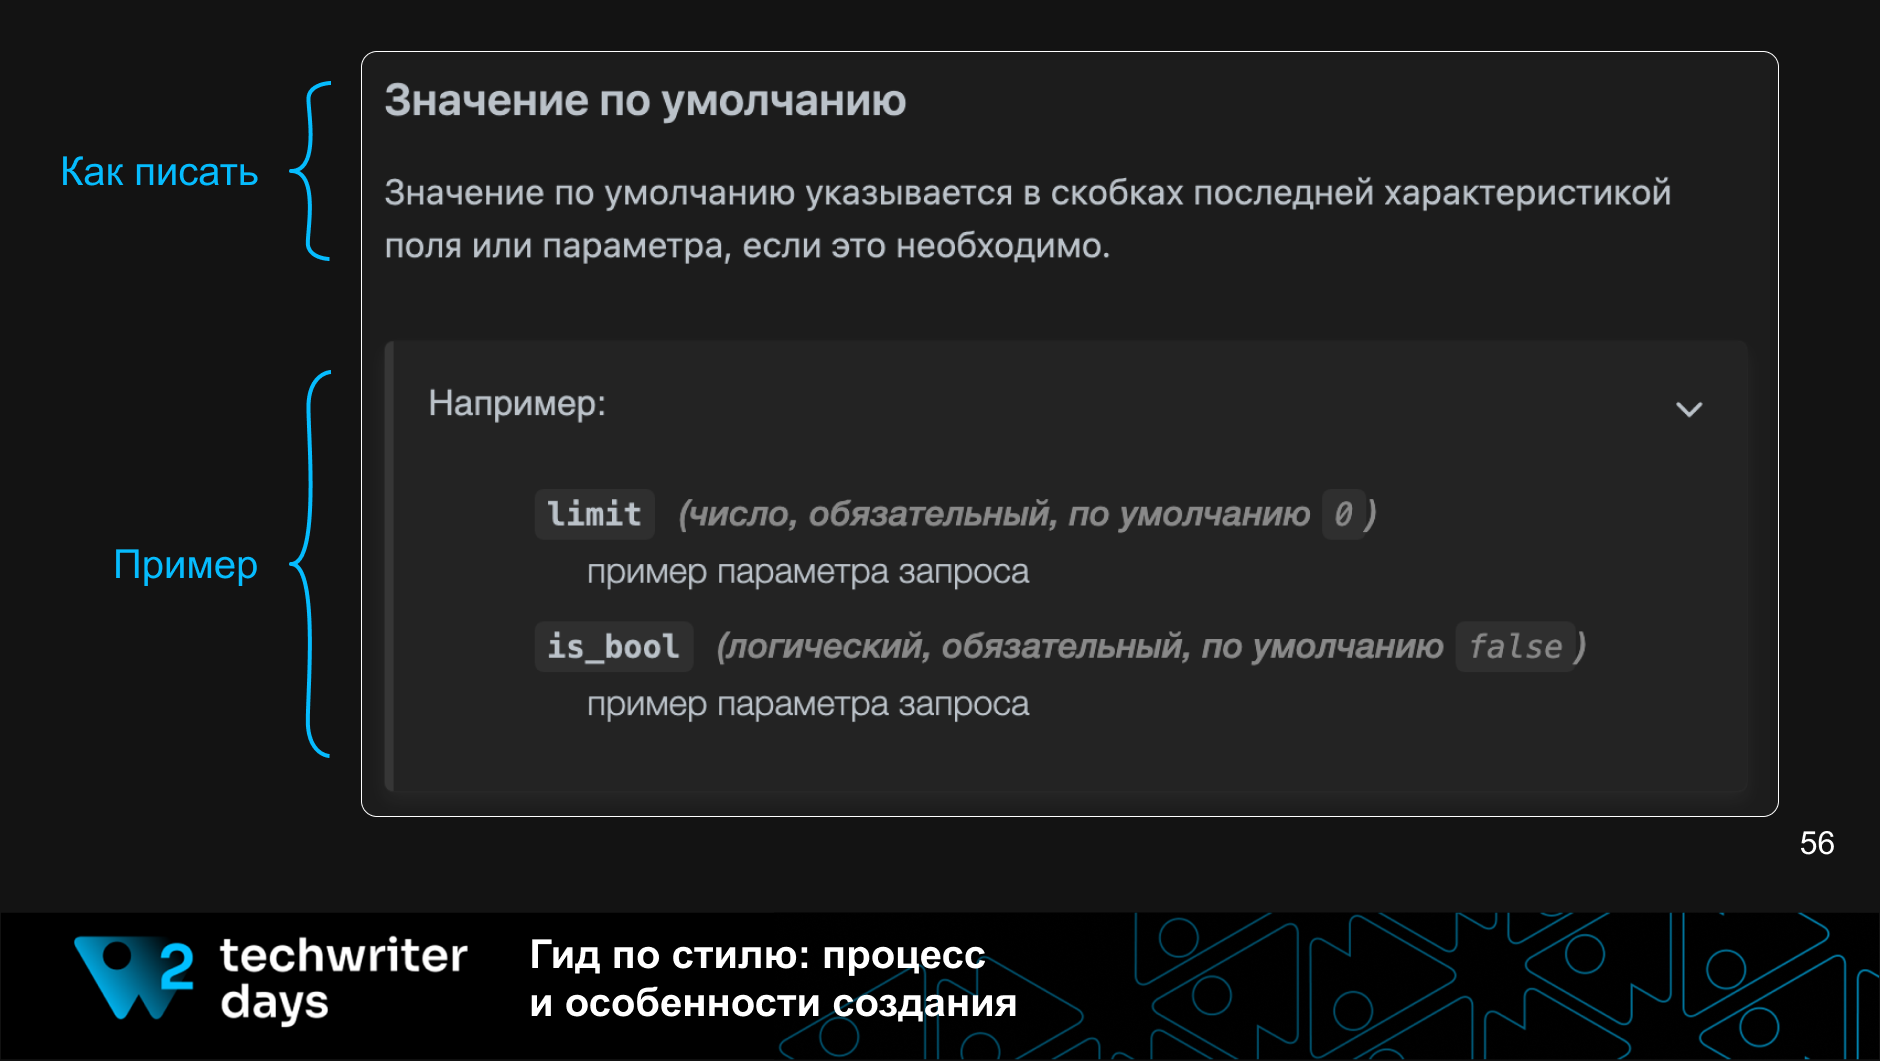 Как писать
Значение по умолчанию
Значение по умолчанию указывается в скобках последней характеристикой
поля или параметра, если это необходимо.
Пример
Например:
limit (число, обязательный, по умолчанию 0)
пример параметра запроса
is_bool (логический, обязательный, по умолчанию false)
пример параметра запроса
56
2
techwriter
days
Гид по стилю: процесс
и особенности создания